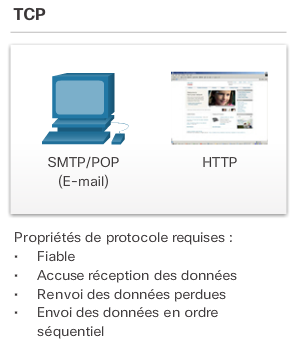 TCP
SMTP/POP
(E-mail)
HTTP
Propriétés de protocole requises :
• Fiable
• Accuse réception des données
• Renvoi des données perdues
• Envoi des données en ordre
séquentiel